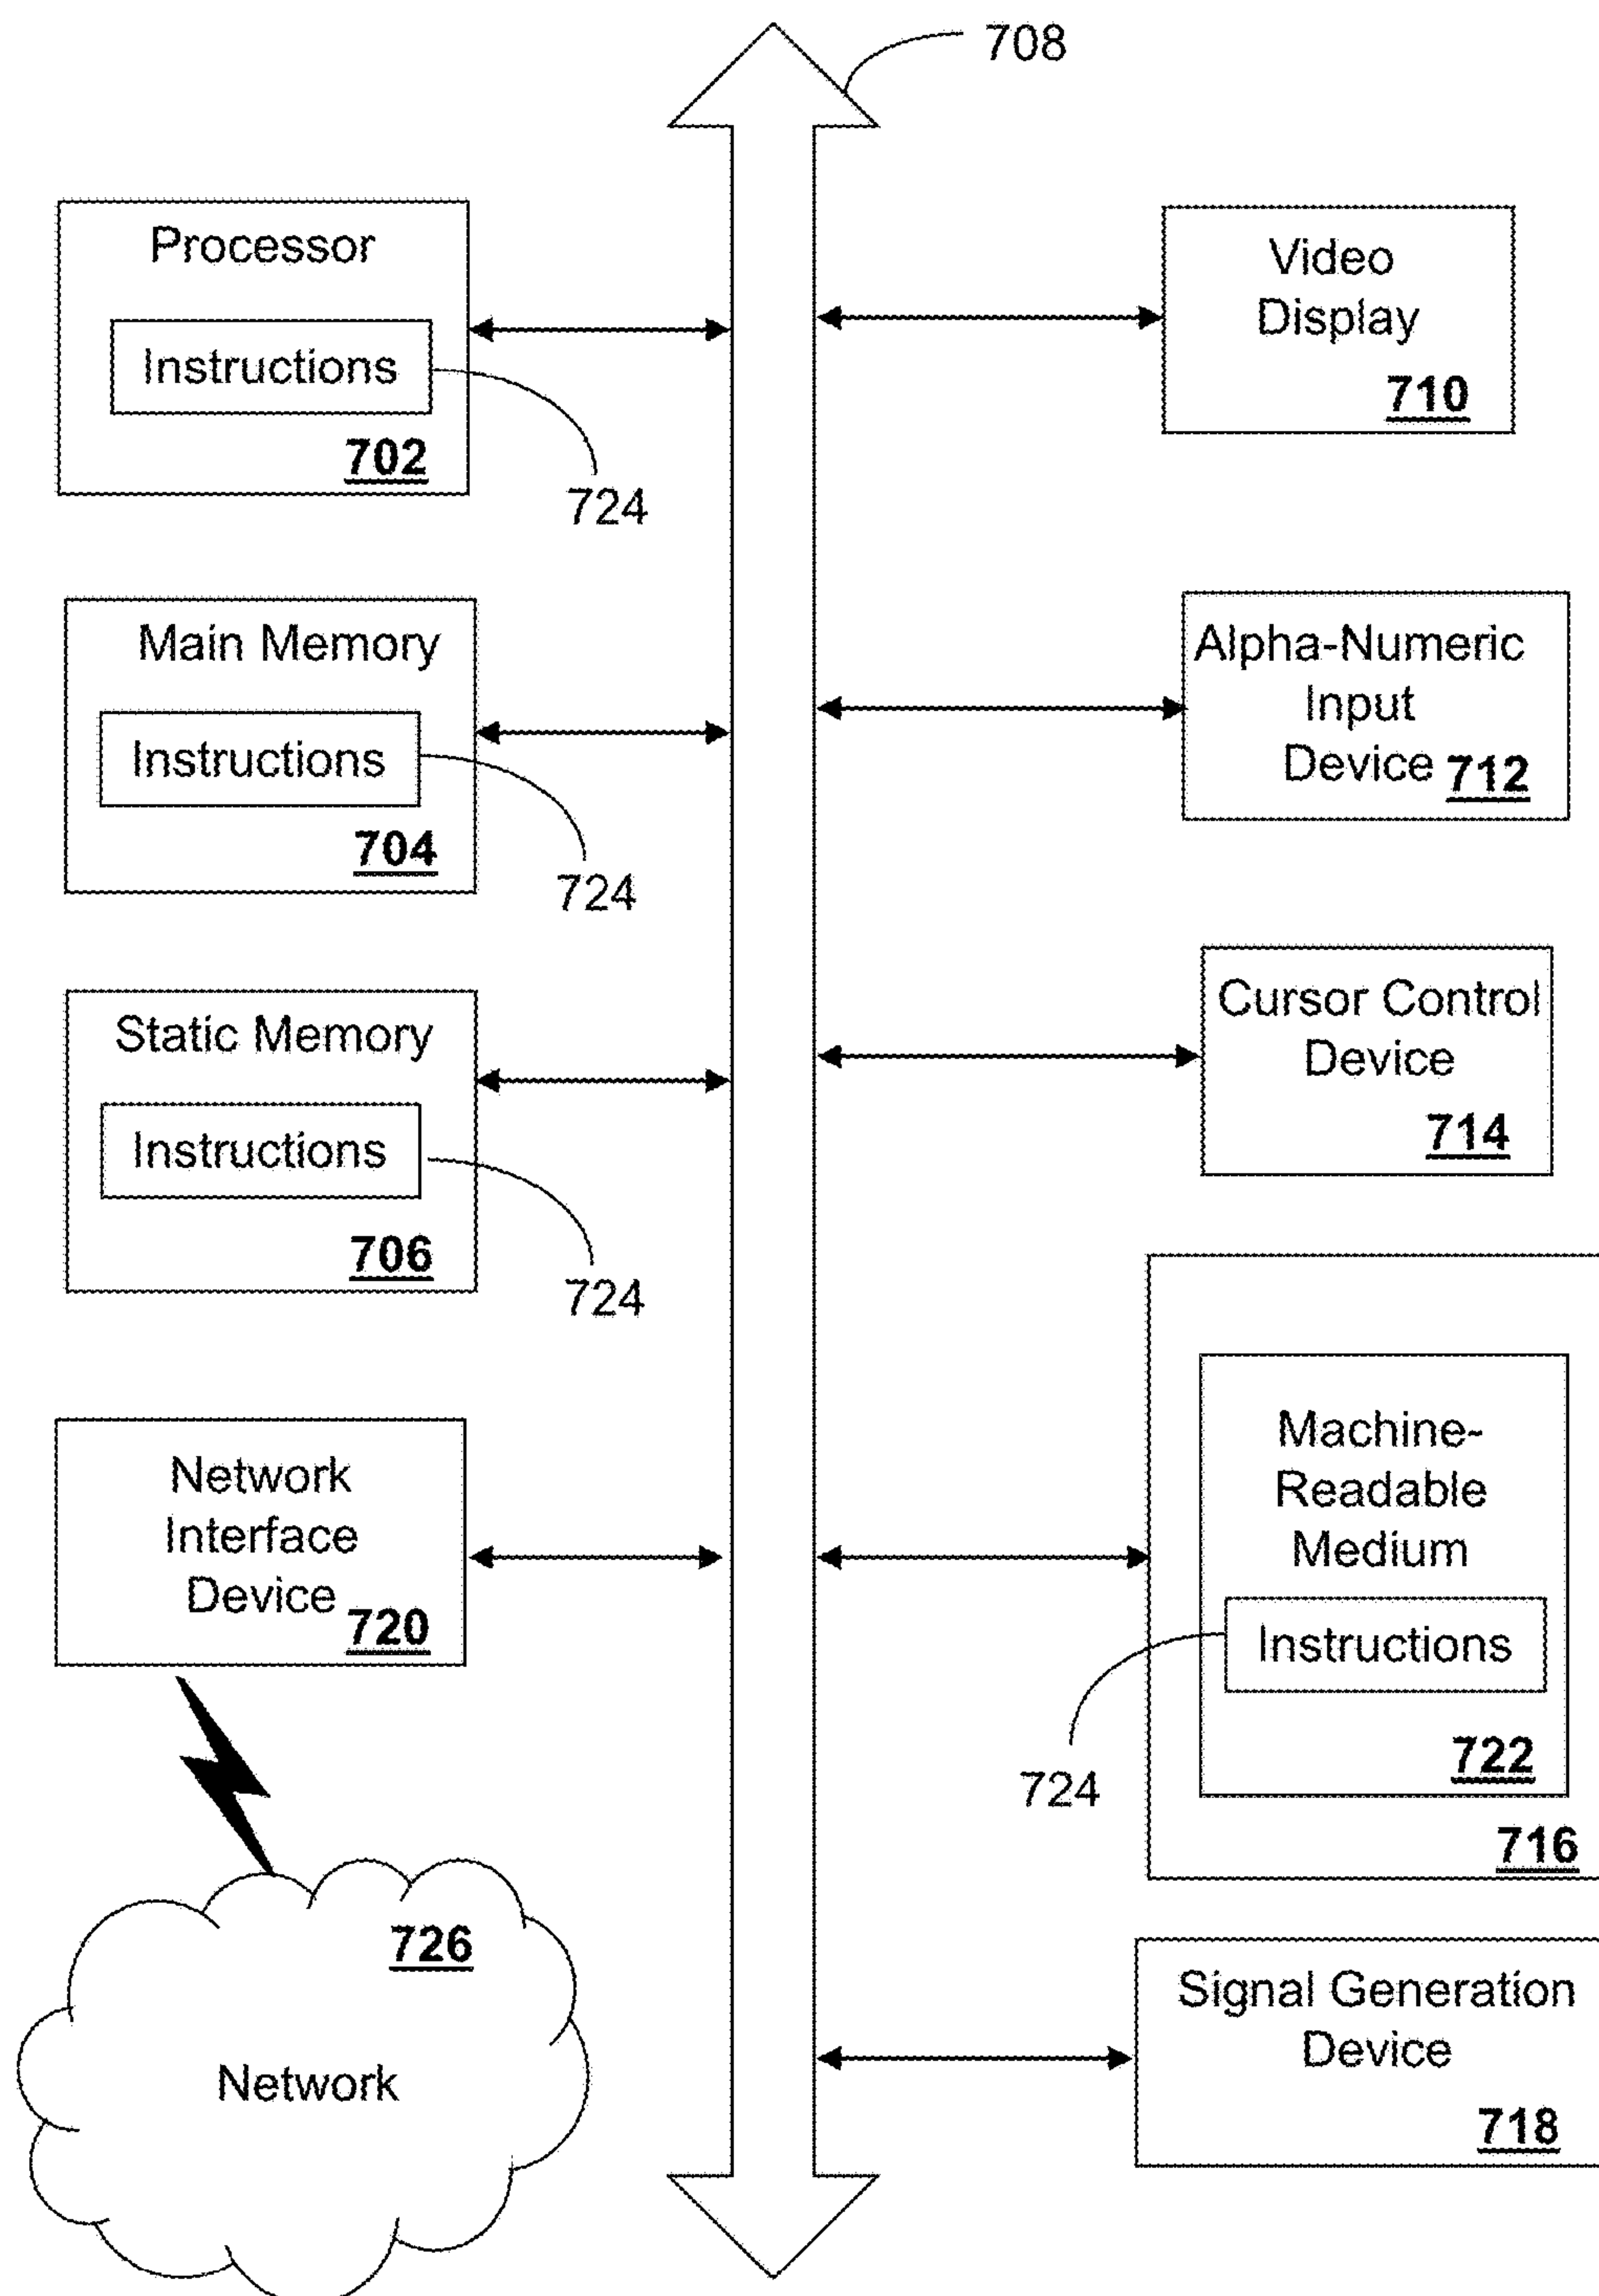 708
Processor
Instructions
702
724
Main Memory
Instructions
704
724
Static Memory
Instructions
706
724
Network
Interface
Device
720
726
Network
Video
Display
710
Alpha-Numeric
Input
Device 712
Cursor Control
Device
714
Machine-
Readable
Medium
Instructions
722
724
716
Signal Generation
Device
718